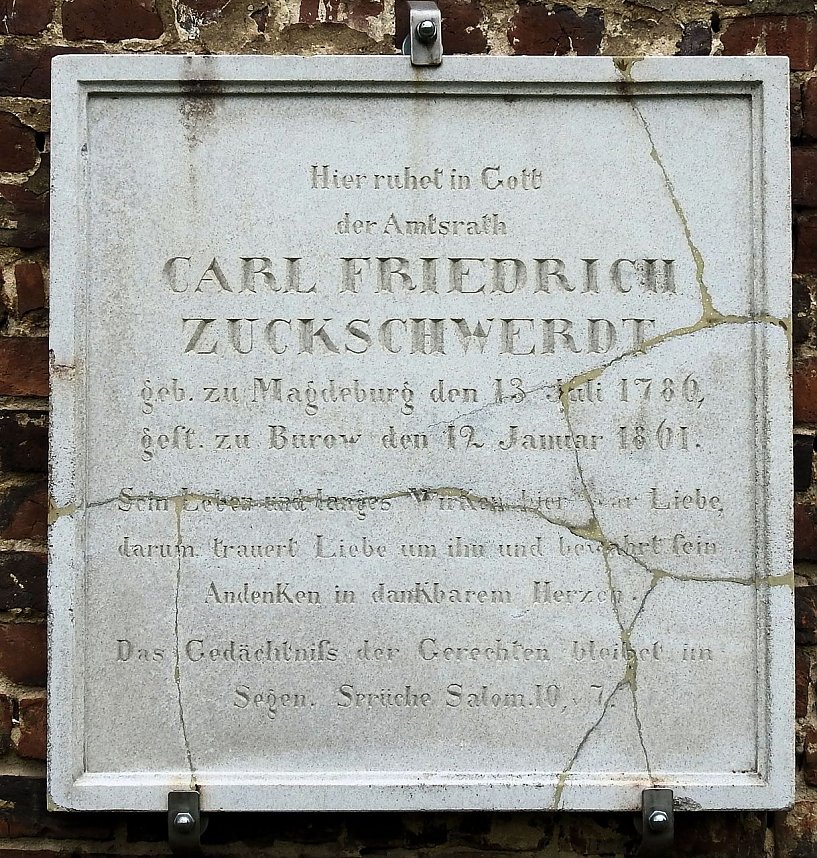 Hier ruhet in Gott
der Amtsrath
CARL FRIEDRICH
ZUCKSCHWERDT
geb. zu Magdeburg den 13 Juli 1780,
geſt. zu Burow den 12 Januar 1861.
Sein Leben und langes Wirken hier war Liebe,
darum trauert Liebe um ihn und bewahrt ſein
Andenken in dankbarem Herzen.
Das Gedächtniſs der Gerechten bleibet im
Segen. Sprüche Salom. 10, 7.